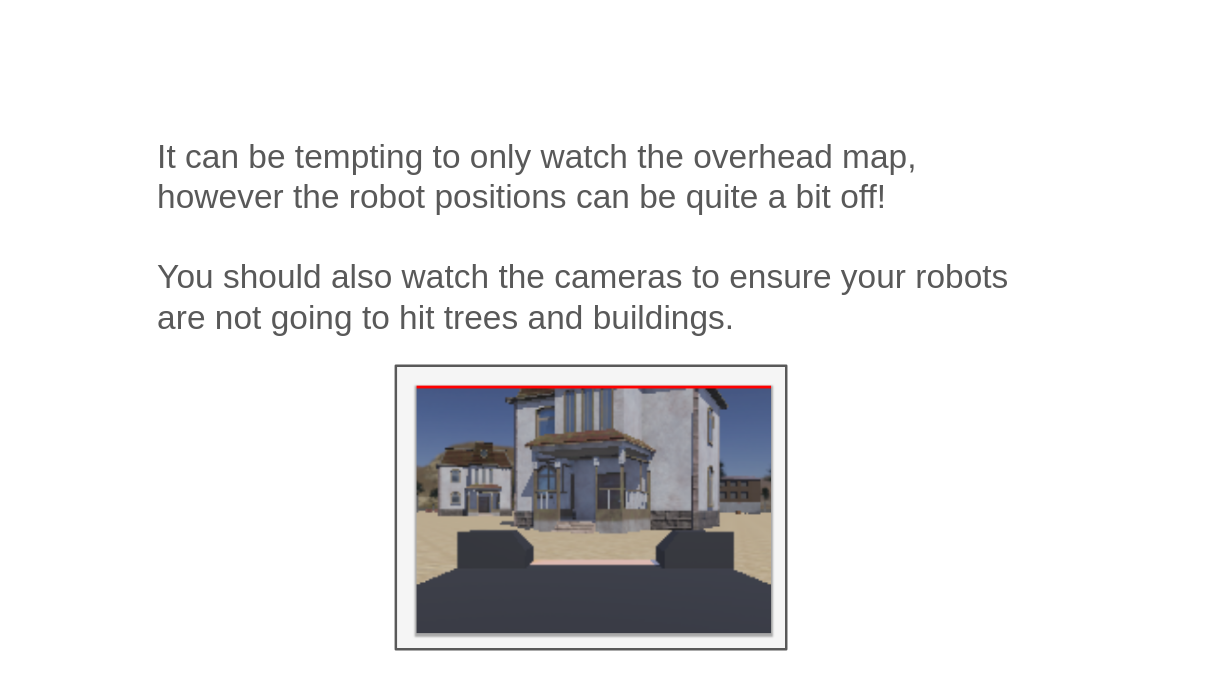 It can be tempting to only watch the overhead map,
however the robot positions can be quite a bit off!
You should also watch the cameras to ensure your robots
are not going to hit trees and buildings.